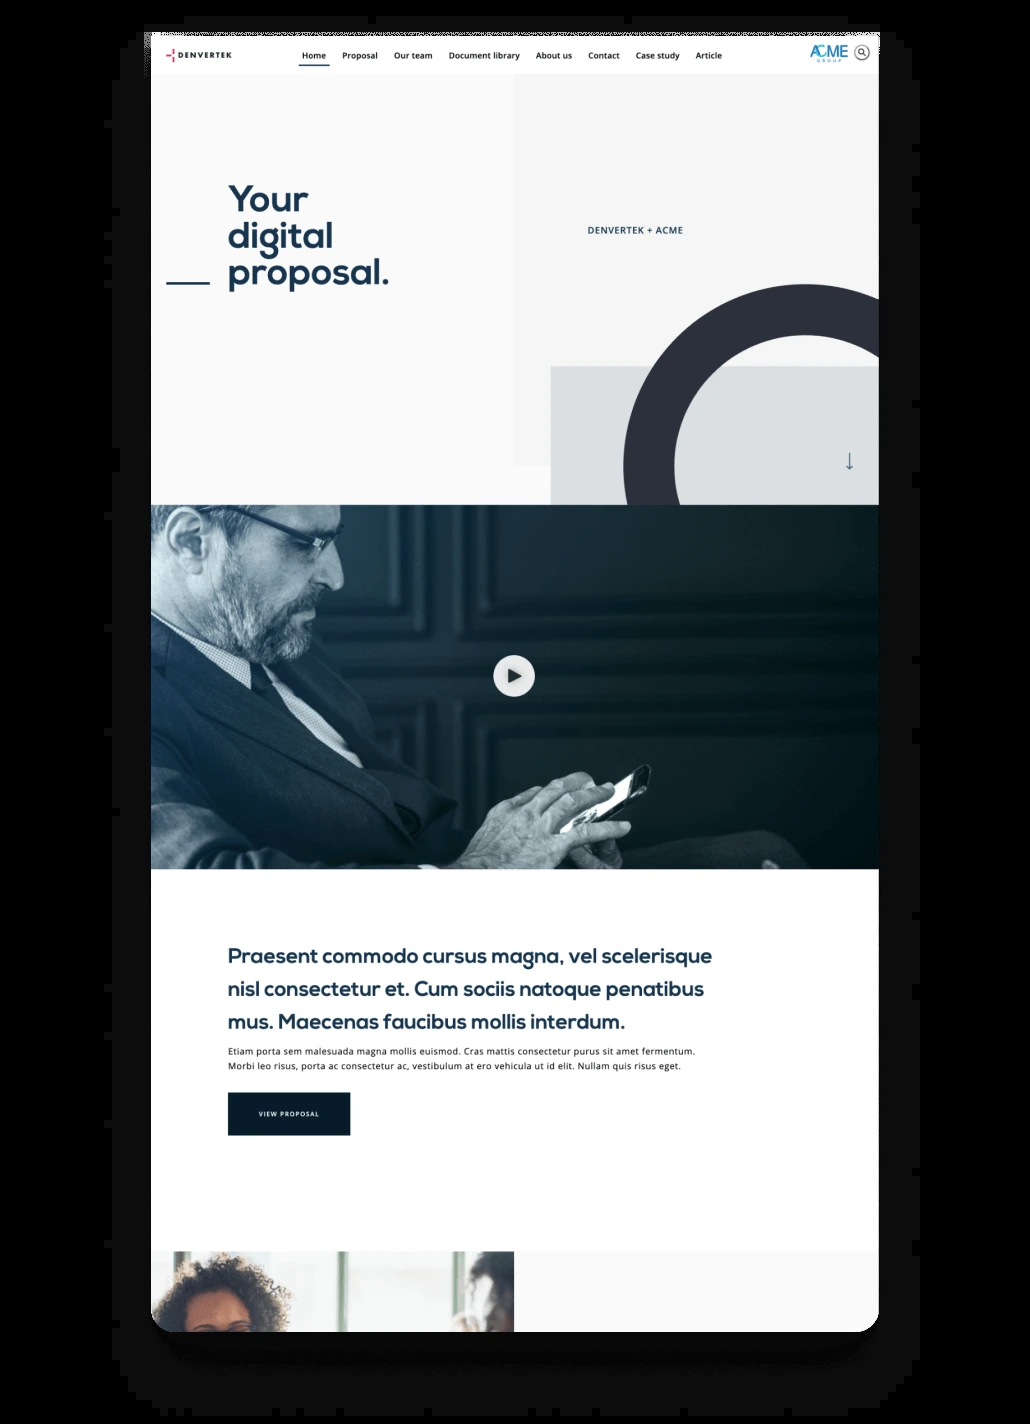 DENVERTEK
Home Proposal Our team Document library About us Contact Case study Article
ACME
GROUP
Your
digital
proposal.
DENVERTEK + ACME
Praesent commodo cursus magna, vel scelerisque
nisl consectetur et. Cum sociis natoque penatibus
mus. Maecenas faucibus mollis interdum.
Etiam porta sem malesuada magna mollis euismod. Cras mattis consectetur purus sit amet fermentum.
Morbi leo risus, porta ac consectetur ac, vestibulum at ero vehicula ut id elit. Nullam quis risus eget.
VIEW PROPOSAL